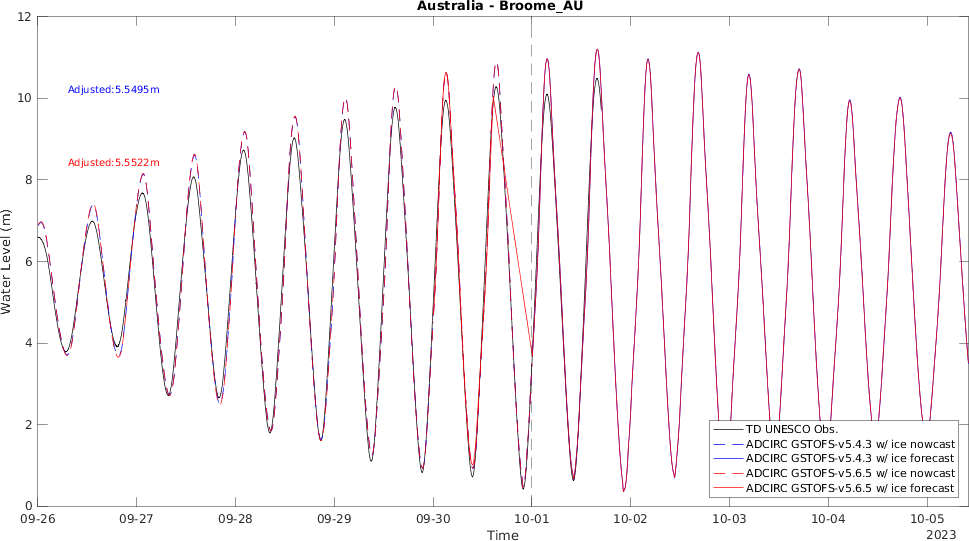 Australia - Broome_AU
12
10
8
6
4
2
0
Water Level (m)
Adjusted:5.5495m
Adjusted:5.5522m
TD UNESCO Obs.
ADCIRC GSTOFS-v5.4.3 w/ ice nowcast
ADCIRC GSTOFS-v5.4.3 w/ ice forecast
ADCIRC GSTOFS-v5.6.5 w/ ice nowcast
ADCIRC GSTOFS-v5.6.5 w/ ice forecast
09-26 09-27 09-28 09-29 09-30 10-01 10-02 10-03 10-04 10-05
Time
2023